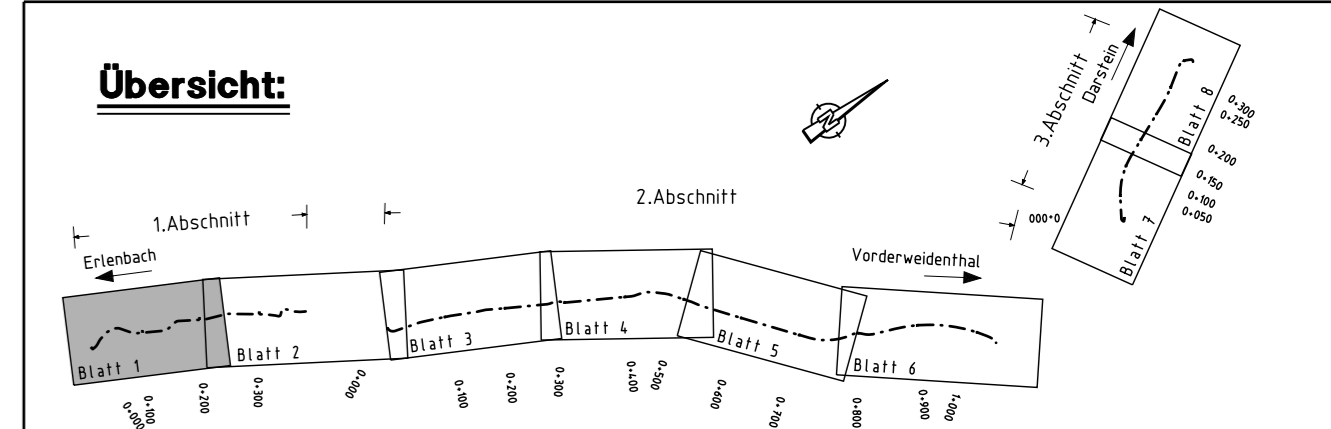 Übersicht:
1.Abschnitt
2.Abschnitt
3.Abschnitt
Erlenbach
Vorderweidenthal
Darstein
N
Blatt 1
Blatt 2
Blatt 3
Blatt 4
Blatt 5
Blatt 6
Blatt 7
Blatt 8
0+000
0+100
0+200
0+300
0+000
0+100
0+200
0+300
0+400
0+500
0+600
0+700
0+800
0+900
1+000
0+000
0+050
0+100
0+150
0+200
0+250
0+300